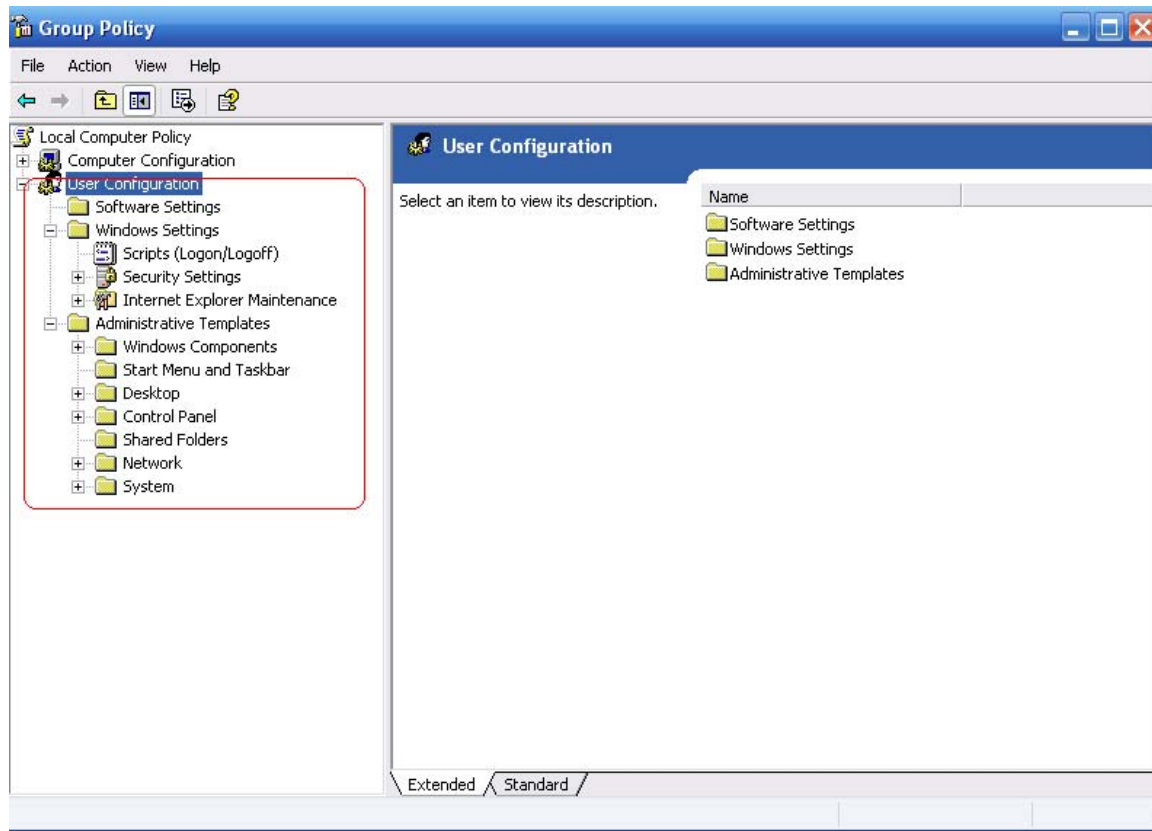 Group Policy
File Action View Help
Local Computer Policy
Computer Configuration
User Configuration
Software Settings
Windows Settings
Scripts (Logon/Logoff)
Security Settings
Internet Explorer Maintenance
Administrative Templates
Windows Components
Start Menu and Taskbar
Desktop
Control Panel
Shared Folders
Network
System
User Configuration
Select an item to view its description.
Name
Software Settings
Windows Settings
Administrative Templates
Extended Standard